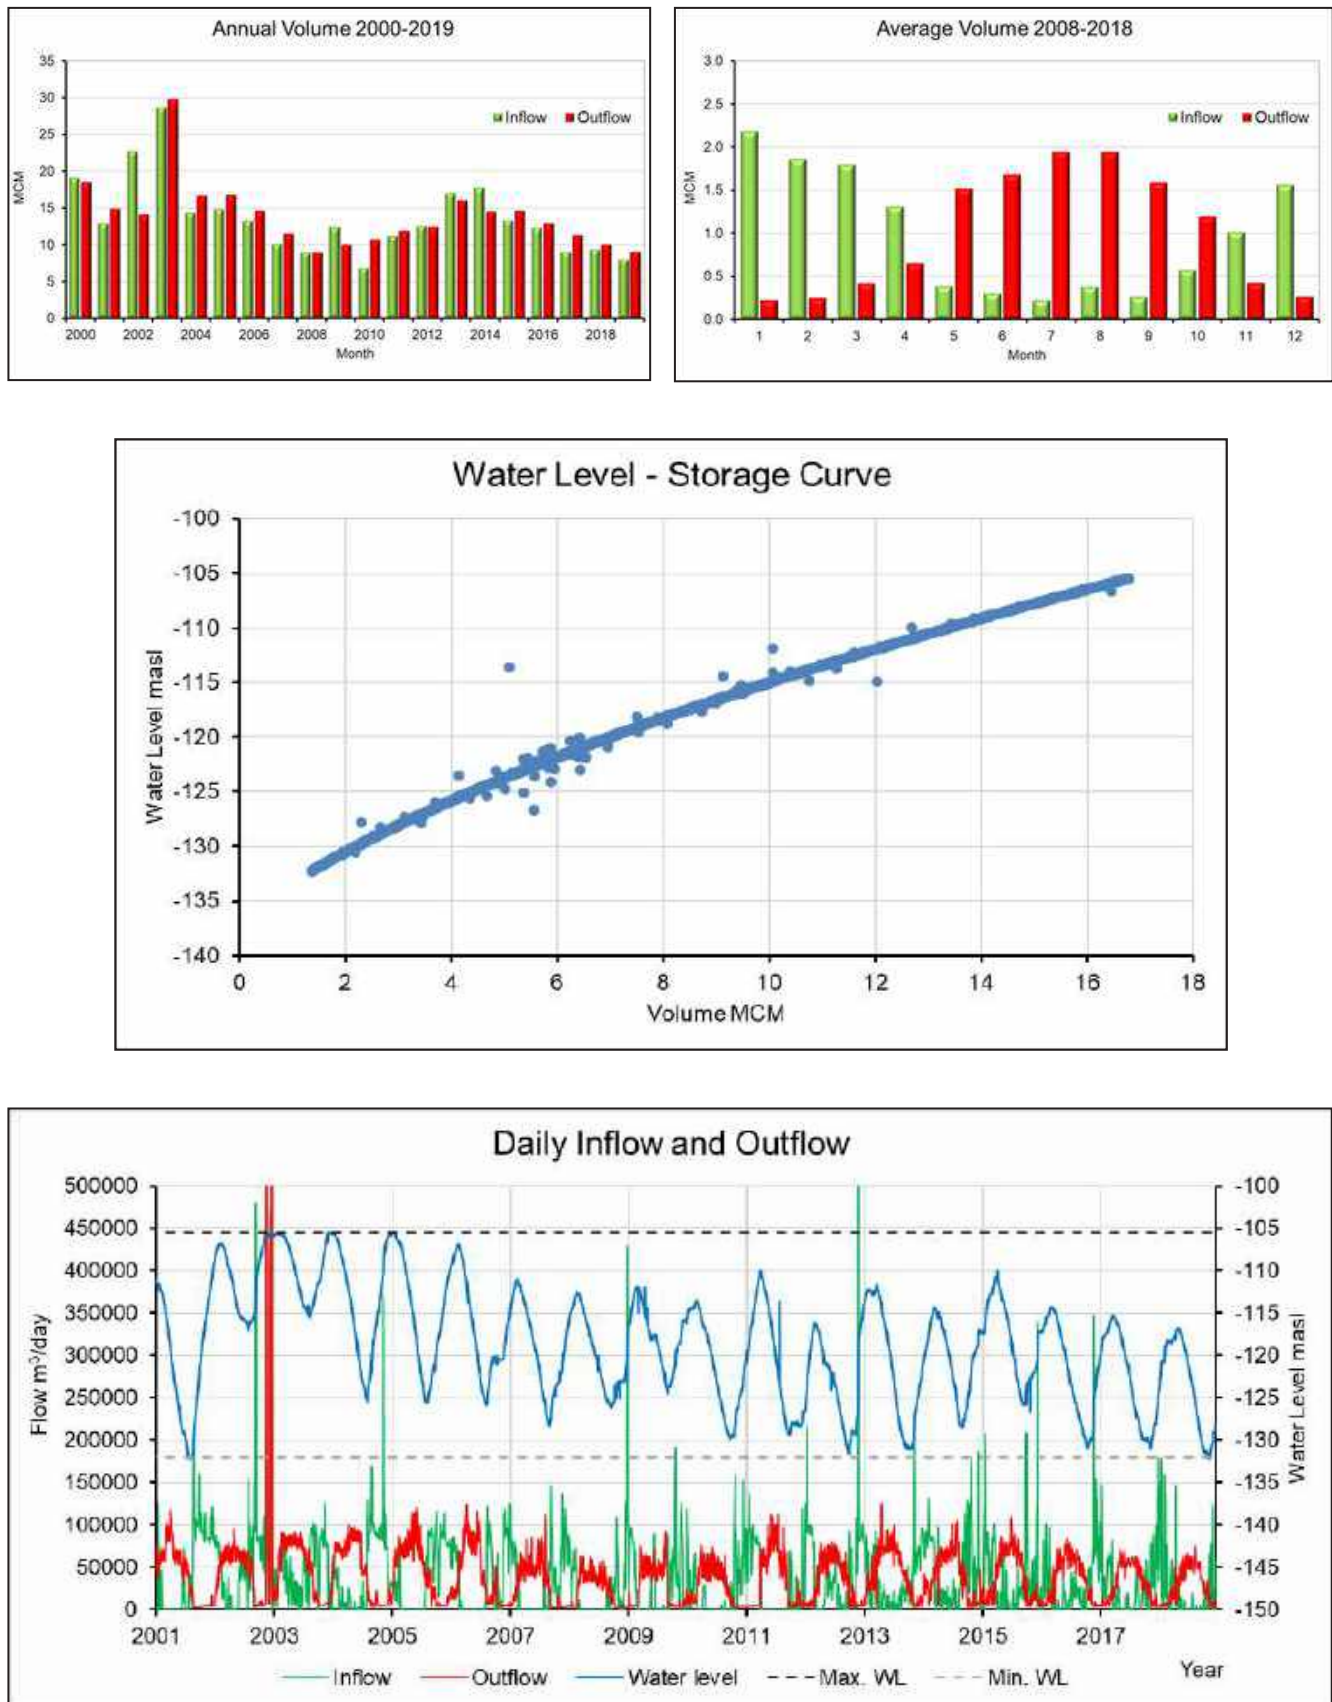 Annual Volume 2000-2019
35
30
25
20
15
10
5
0
MCM
Inflow Outflow
2000 2002 2004 2006 2008 2010 2012 2014 2016 2018
Month
Average Volume 2008-2018
3.0
2.5
2.0
1.5
1.0
0.5
0.0
MCM
Inflow Outflow
1 2 3 4 5 6 7 8 9 10 11 12
Month
Water Level - Storage Curve
-100
-105
-110
-115
-120
-125
-130
-135
-140
Water Level masl
0 2 4 6 8 10 12 14 16 18
Volume MCM
Daily Inflow and Outflow
500000
450000
400000
350000
300000
250000
200000
150000
100000
50000
0
Flow m³/day
-100
-105
-110
-115
-120
-125
-130
-135
-140
-145
-150
Water Level masl
2001 2003 2005 2007 2009 2011 2013 2015 2017
Year
Inflow Outflow Water level Max. WL Min. WL